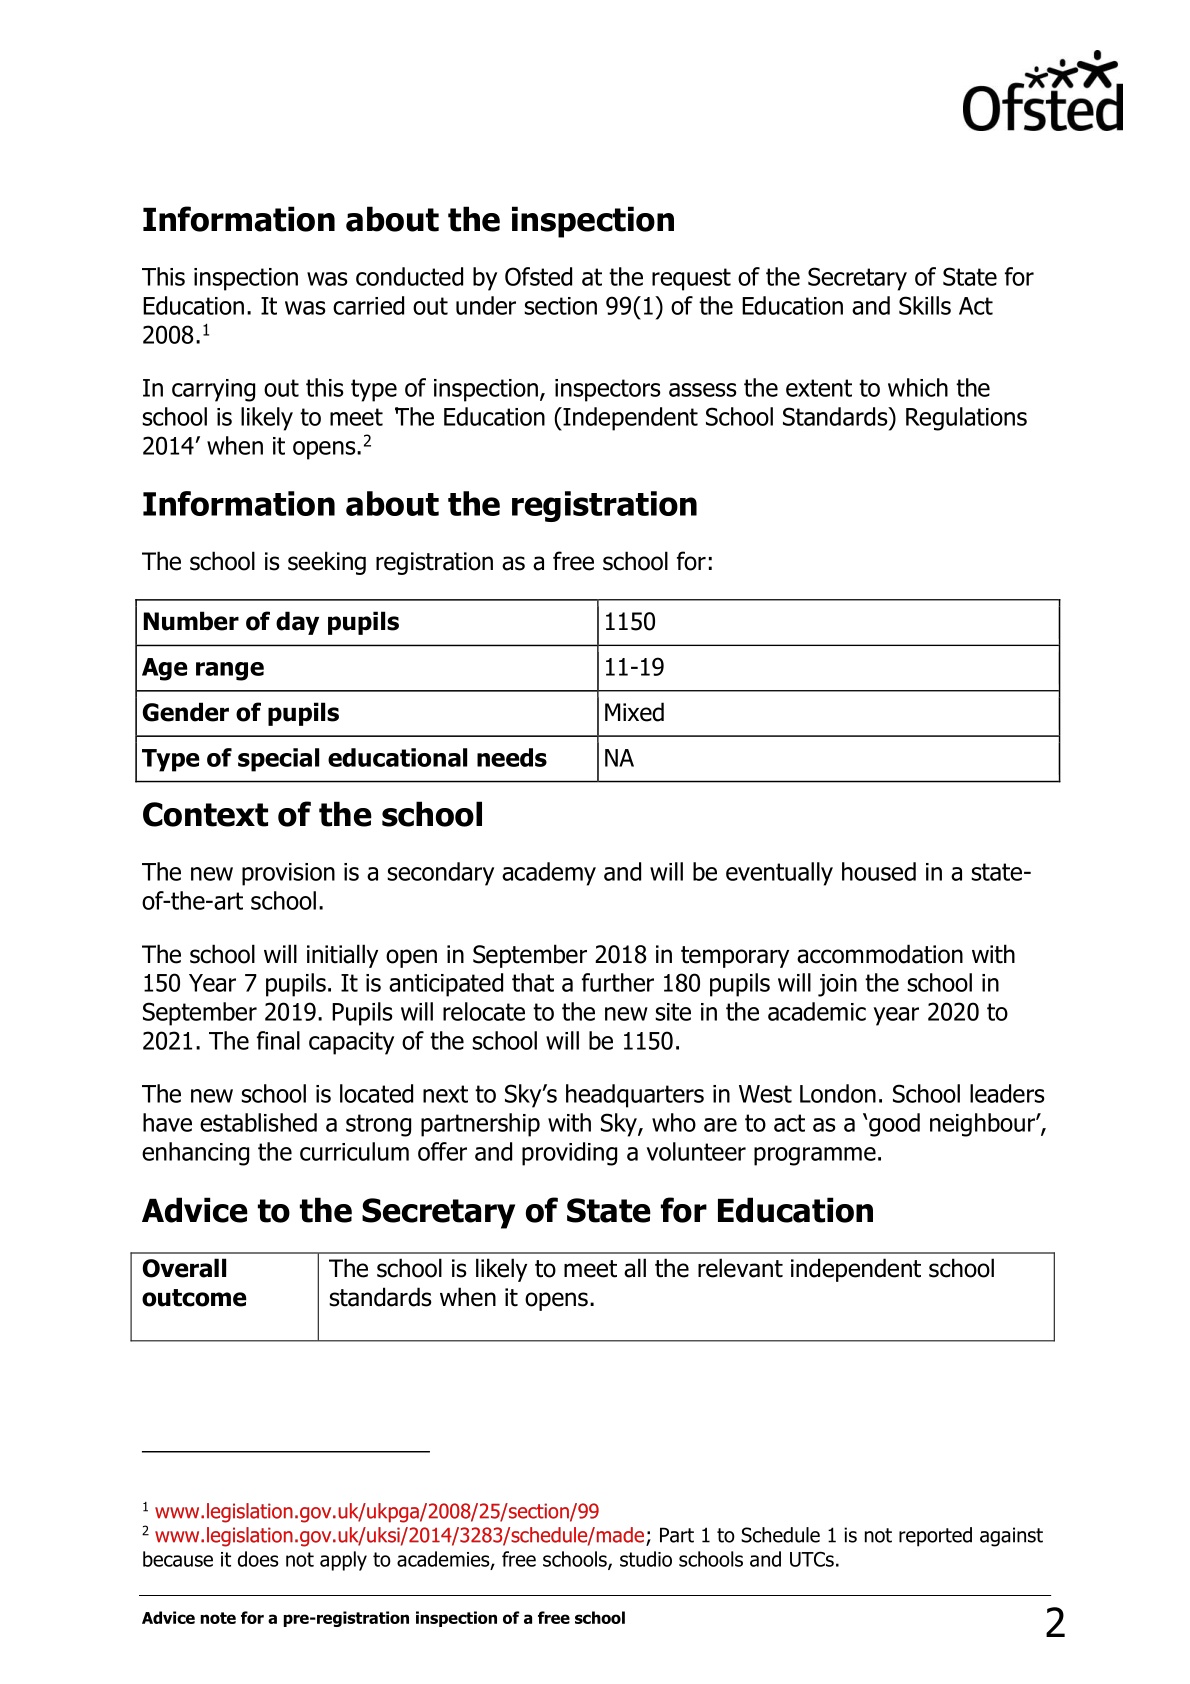 Ofsted
Information about the inspection
This inspection was conducted by Ofsted at the request of the Secretary of State for
Education. It was carried out under section 99(1) of the Education and Skills Act
2008.¹
In carrying out this type of inspection, inspectors assess the extent to which the
school is likely to meet ‘The Education (Independent School Standards) Regulations
2014’ when it opens.²
Information about the registration
The school is seeking registration as a free school for:
Number of day pupils 1150
Age range 11-19
Gender of pupils Mixed
Type of special educational needs NA
Context of the school
The new provision is a secondary academy and will be eventually housed in a state-
of-the-art school.
The school will initially open in September 2018 in temporary accommodation with
150 Year 7 pupils. It is anticipated that a further 180 pupils will join the school in
September 2019. Pupils will relocate to the new site in the academic year 2020 to
2021. The final capacity of the school will be 1150.
The new school is located next to Sky’s headquarters in West London. School leaders
have established a strong partnership with Sky, who are to act as a ‘good neighbour’,
enhancing the curriculum offer and providing a volunteer programme.
Advice to the Secretary of State for Education
Overall The school is likely to meet all the relevant independent school
outcome standards when it opens.
¹ www.legislation.gov.uk/ukpga/2008/25/section/99
² www.legislation.gov.uk/uksi/2014/3283/schedule/made; Part 1 to Schedule 1 is not reported against
because it does not apply to academies, free schools, studio schools and UTCs.
Advice note for a pre-registration inspection of a free school 2